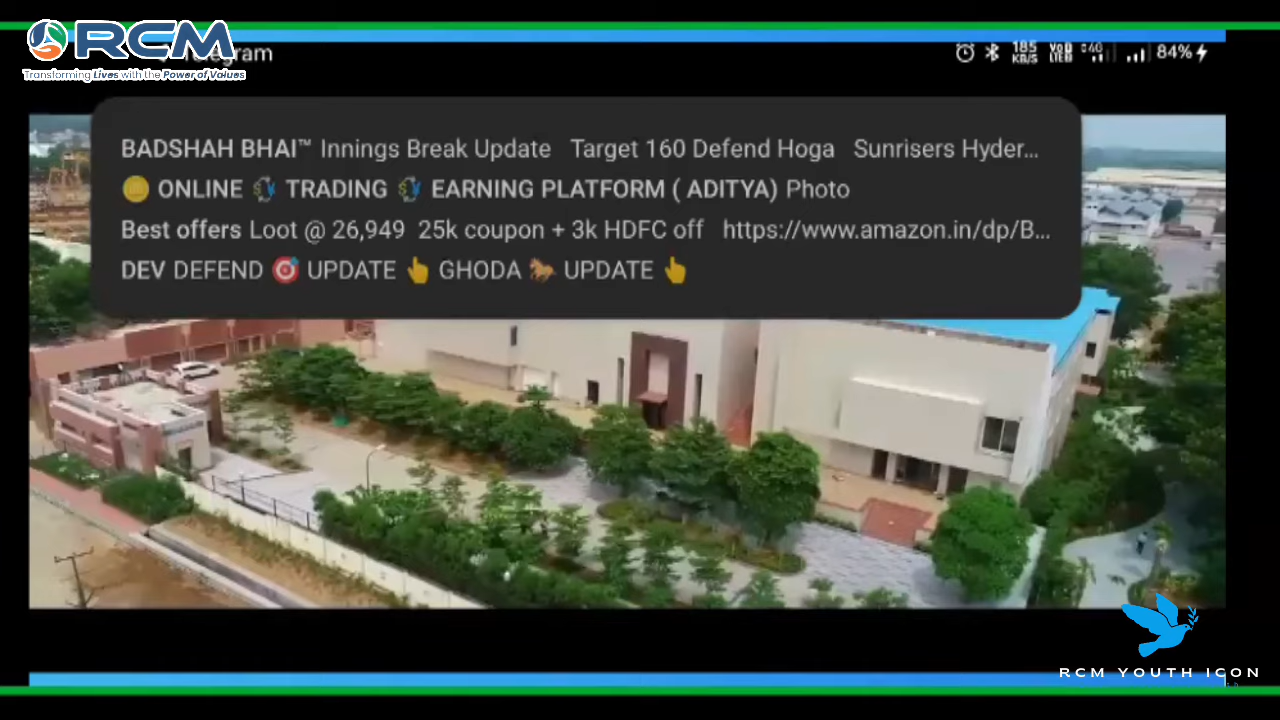 RCM
Transforming Lives with the Power of Values
185 KB/S
4G
84%
BADSHAH BHAI™ Innings Break Update Target 160 Defend Hoga Sunrisers Hyder...
🪙 ONLINE 💱 TRADING 💱 EARNING PLATFORM ( ADITYA) Photo
Best offers Loot @ 26,949 25k coupon + 3k HDFC off https://www.amazon.in/dp/B...
DEV DEFEND 🎯 UPDATE 👆 GHODA 🐎 UPDATE 👆
RCM YOUTH ICON